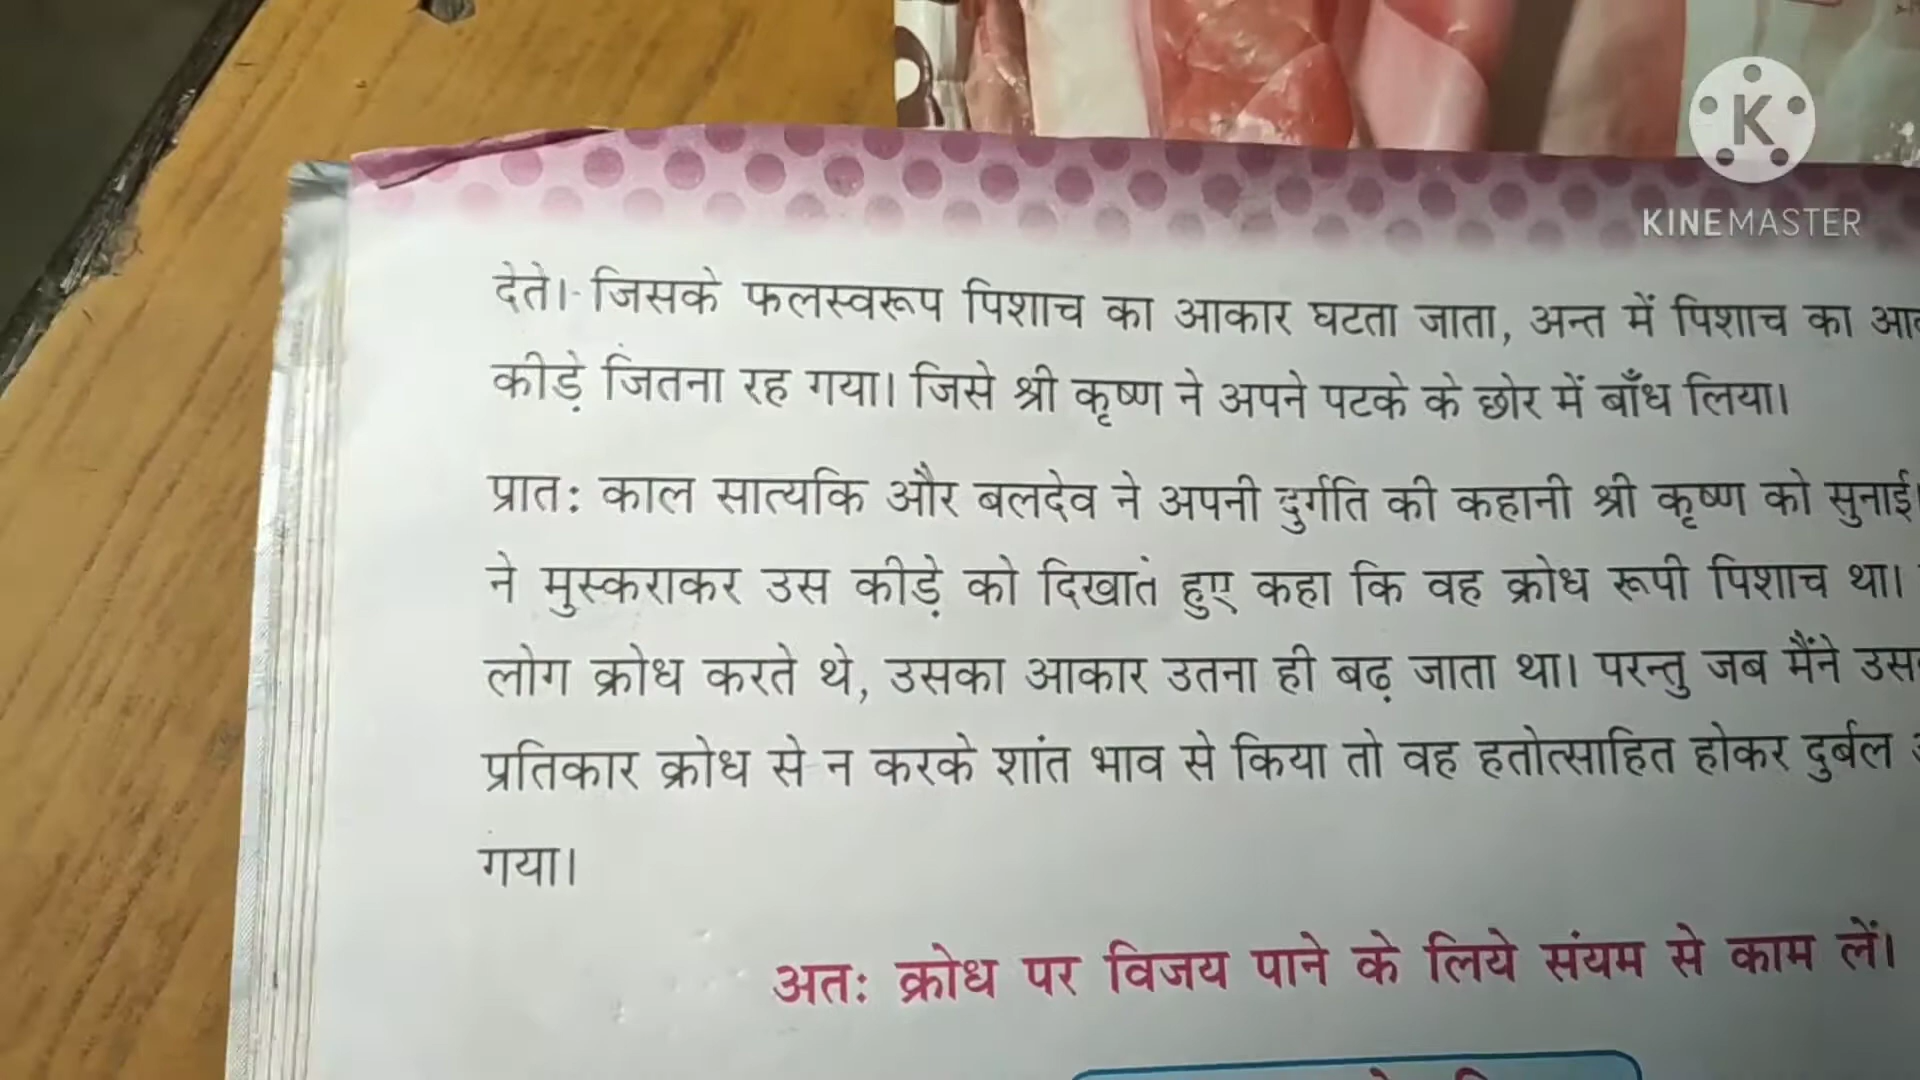 K
KINEMASTER
देते। जिसके फलस्वरूप पिशाच का आकार घटता जाता, अन्त में पिशाच का
कीड़े जितना रह गया। जिसे श्री कृष्ण ने अपने पटके के छोर में बाँध लिया।
प्रात: काल सात्यकि और बलदेव ने अपनी दुर्गति की कहानी श्री कृष्ण को सुनाई।
ने मुस्कराकर उस कीड़े को दिखातं हुए कहा कि वह क्रोध रूपी पिशाच था।
लोग क्रोध करते थे, उसका आकार उतना ही बढ़ जाता था। परन्तु जब मैंने
प्रतिकार क्रोध से न करके शांत भाव से किया तो वह हतोत्साहित होकर दुर्बल
गया।
अत: क्रोध पर विजय पाने के लिये संयम से काम लें।